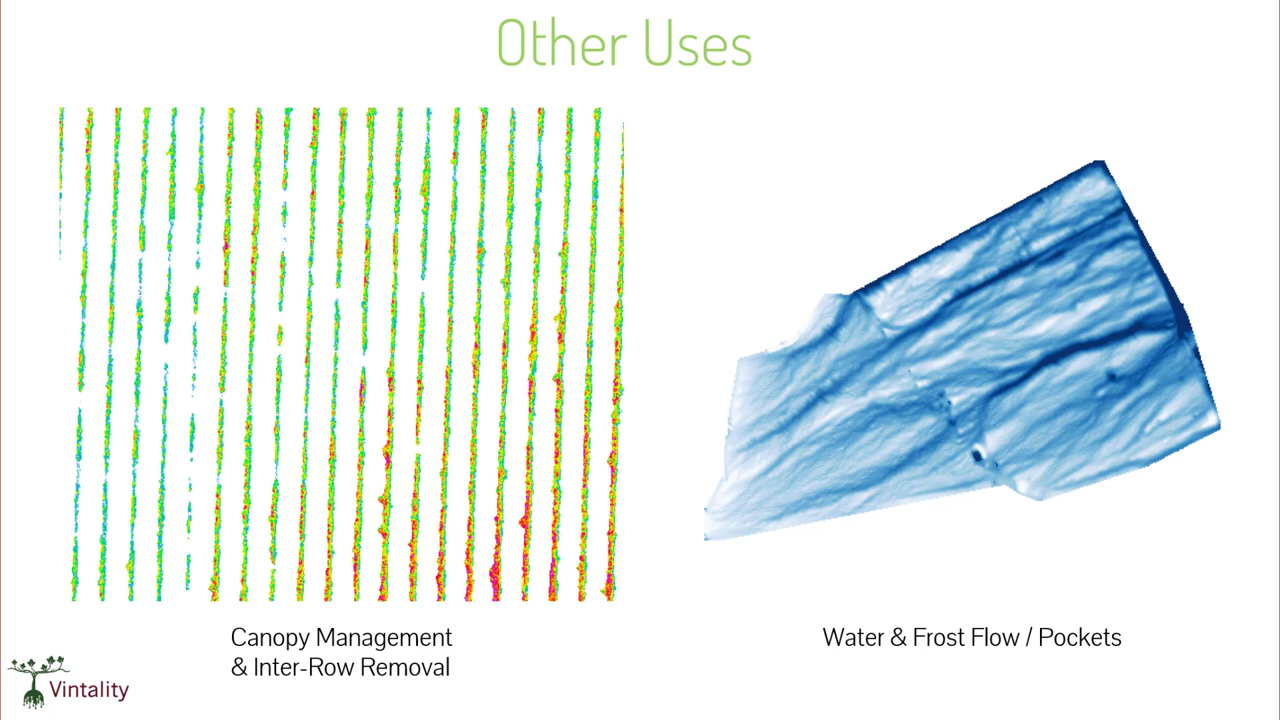 Other Uses
Canopy Management
& Inter-Row Removal
Water & Frost Flow / Pockets
Vintality